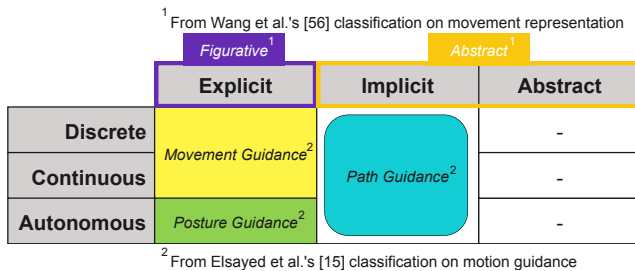 1 From Wang et al.'s [56] classification on movement representation
Figurative1 Abstract1
Explicit Implicit Abstract
Discrete -
Movement Guidance2
Continuous Path Guidance2 -
Autonomous Posture Guidance2 -
2 From Elsayed et al.'s [15] classification on motion guidance